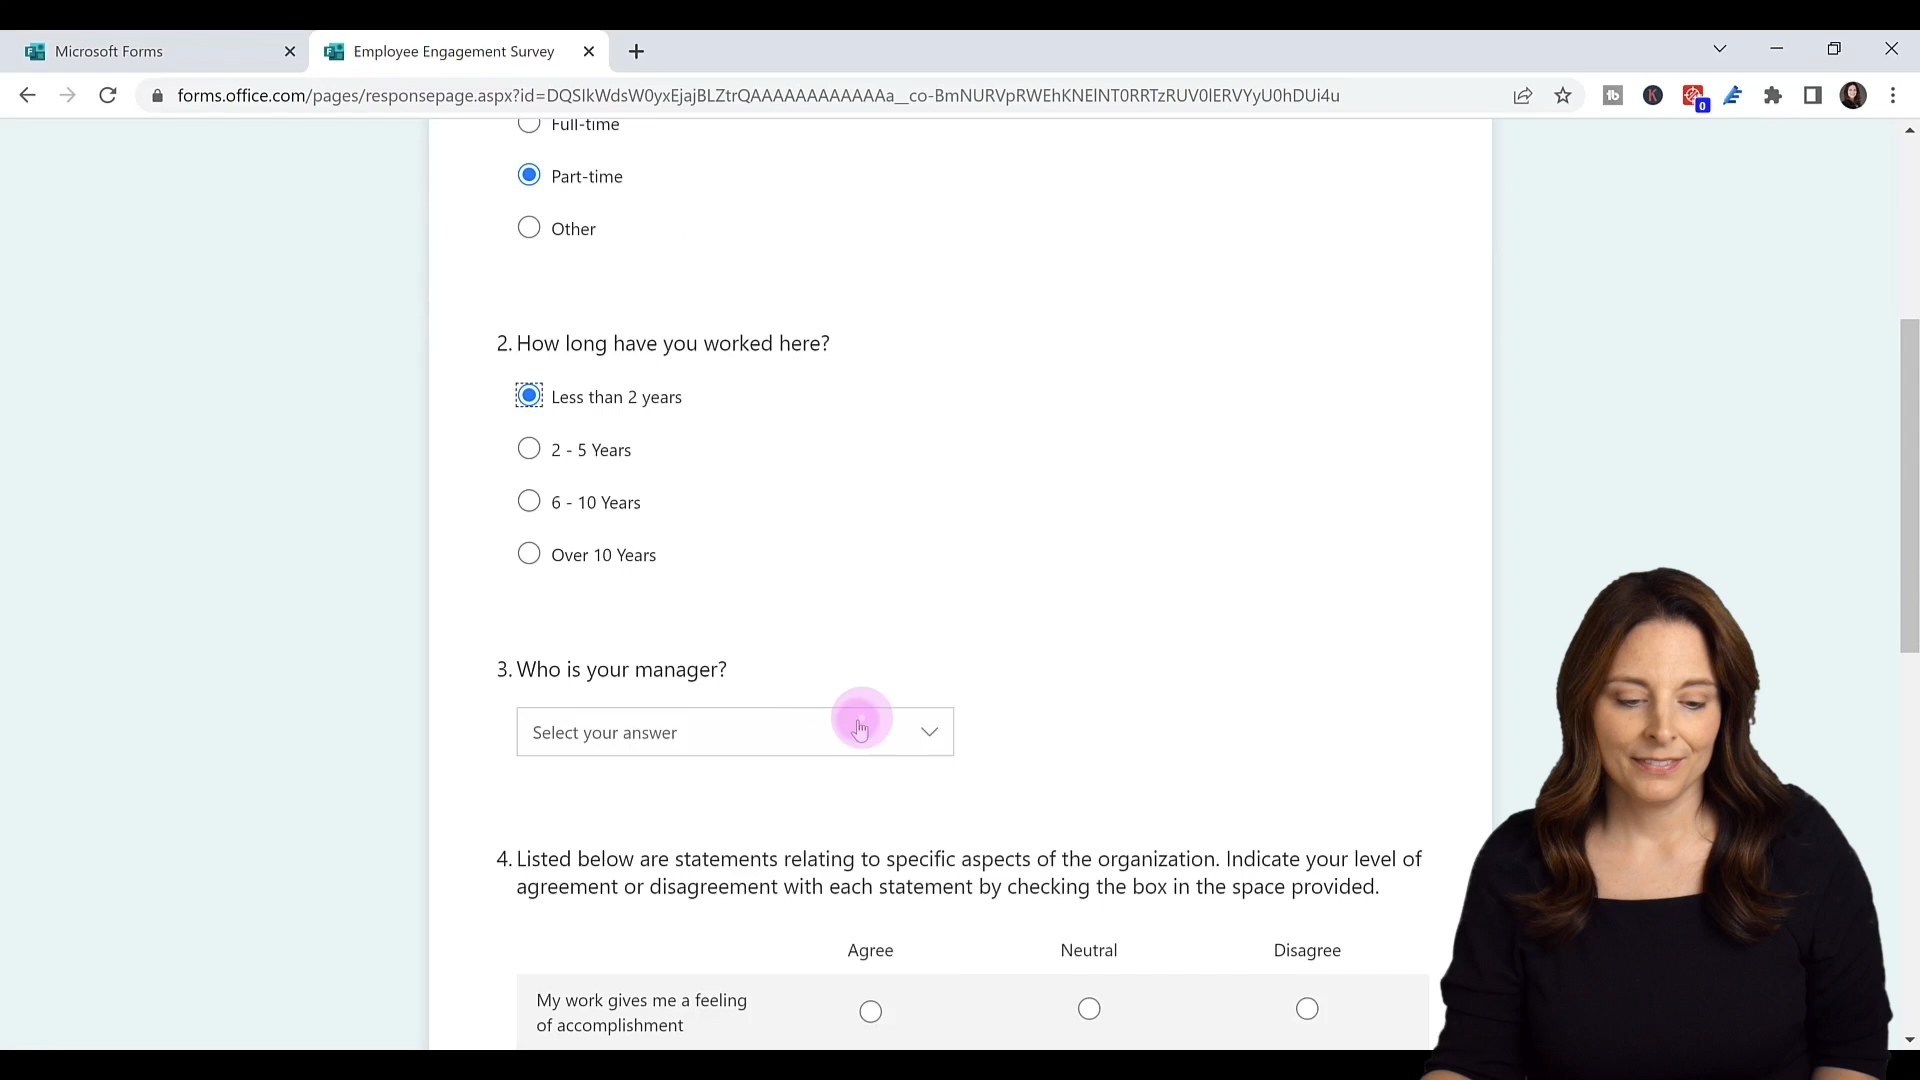 Microsoft Forms
Employee Engagement Survey
forms.office.com/pages/responsepage.aspx?id=DQSIkWdsW0yxEjajBLZtrQAAAAAAAAAAAAa__co-BmNURVpRWEhKNElNT0RRTzRUV0lERVYyU0hDUi4u
tb
K
0
Full-time
Part-time
Other
2. How long have you worked here?
Less than 2 years
2 - 5 Years
6 - 10 Years
Over 10 Years
3. Who is your manager?
Select your answer
4. Listed below are statements relating to specific aspects of the organization. Indicate your level of
agreement or disagreement with each statement by checking the box in the space provided.
Agree
Neutral
Disagree
My work gives me a feeling
of accomplishment